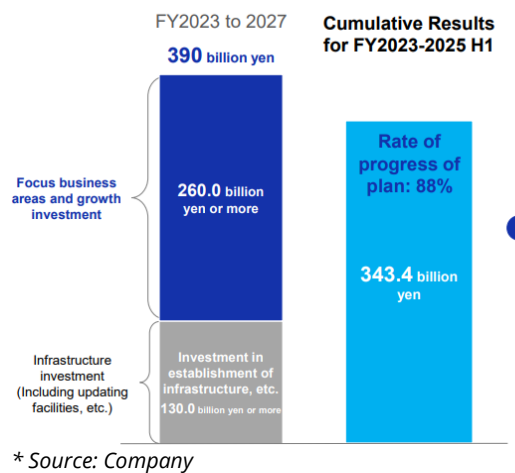 FY2023 to 2027
390 billion yen
Focus business
areas and growth
investment
260.0 billion
yen or more
Infrastructure
investment
(Including updating
facilities, etc.)
Investment in
establishment of
infrastructure, etc.
130.0 billion yen or more
Cumulative Results
for FY2023-2025 H1
Rate of
progress of
plan: 88%
343.4 billion
yen
* Source: Company